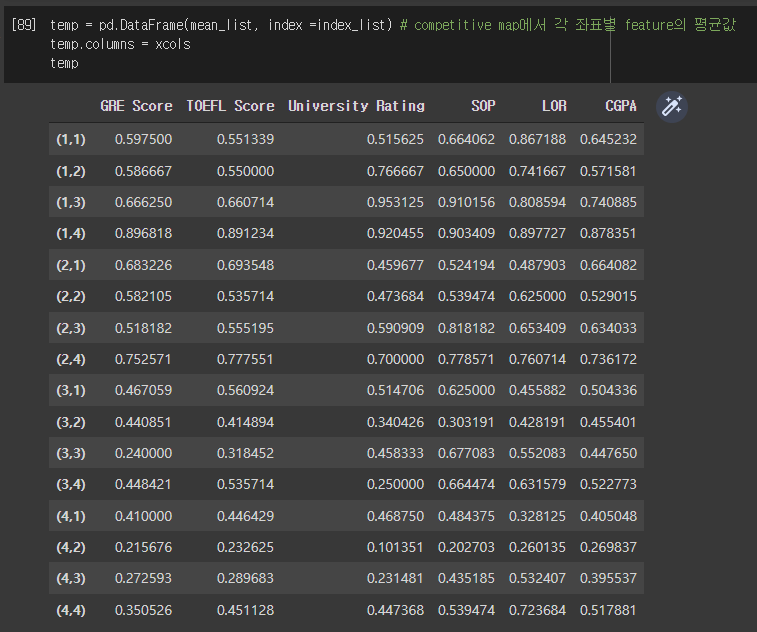 [89] temp = pd.DataFrame(mean_list, index =index_list) # competitive map에서 각 좌표별 feature의 평균값
temp.columns = xcols
temp
GRE Score TOEFL Score University Rating SOP LOR CGPA
(1,1) 0.597500 0.551339 0.515625 0.664062 0.867188 0.645232
(1,2) 0.586667 0.550000 0.766667 0.650000 0.741667 0.571581
(1,3) 0.666250 0.660714 0.953125 0.910156 0.808594 0.740885
(1,4) 0.896818 0.891234 0.920455 0.903409 0.897727 0.878351
(2,1) 0.683226 0.693548 0.459677 0.524194 0.487903 0.664082
(2,2) 0.582105 0.535714 0.473684 0.539474 0.625000 0.529015
(2,3) 0.518182 0.555195 0.590909 0.818182 0.653409 0.634033
(2,4) 0.752571 0.777551 0.700000 0.778571 0.760714 0.736172
(3,1) 0.467059 0.560924 0.514706 0.625000 0.455882 0.504336
(3,2) 0.440851 0.414894 0.340426 0.303191 0.428191 0.455401
(3,3) 0.240000 0.318452 0.458333 0.677083 0.552083 0.447650
(3,4) 0.448421 0.535714 0.250000 0.664474 0.631579 0.522773
(4,1) 0.410000 0.446429 0.468750 0.484375 0.328125 0.405048
(4,2) 0.215676 0.232625 0.101351 0.202703 0.260135 0.269837
(4,3) 0.272593 0.289683 0.231481 0.435185 0.532407 0.395537
(4,4) 0.350526 0.451128 0.447368 0.539474 0.723684 0.517881